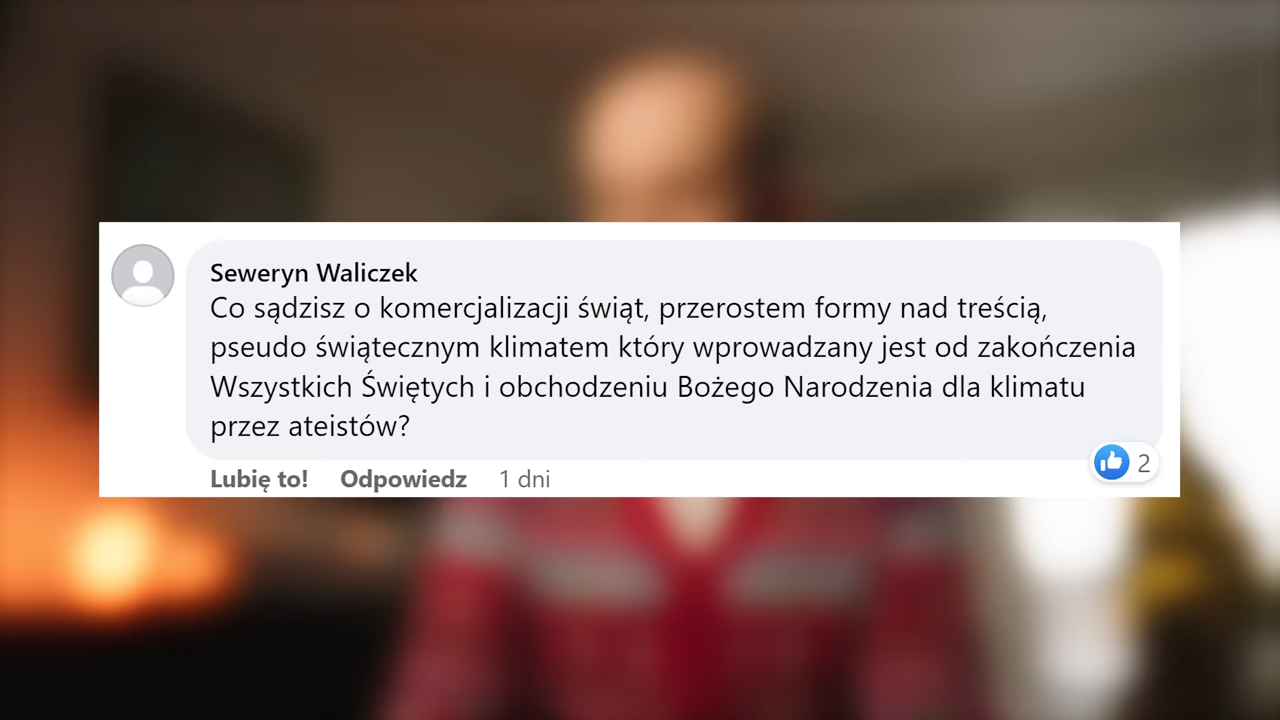 Seweryn Waliczek
Co sądzisz o komercjalizacji świąt, przerostem formy nad treścią,
pseudo świątecznym klimatem który wprowadzany jest od zakończenia
Wszystkich Świętych i obchodzeniu Bożego Narodzenia dla klimatu
przez ateistów?
2
Lubię to! Odpowiedz 1 dni